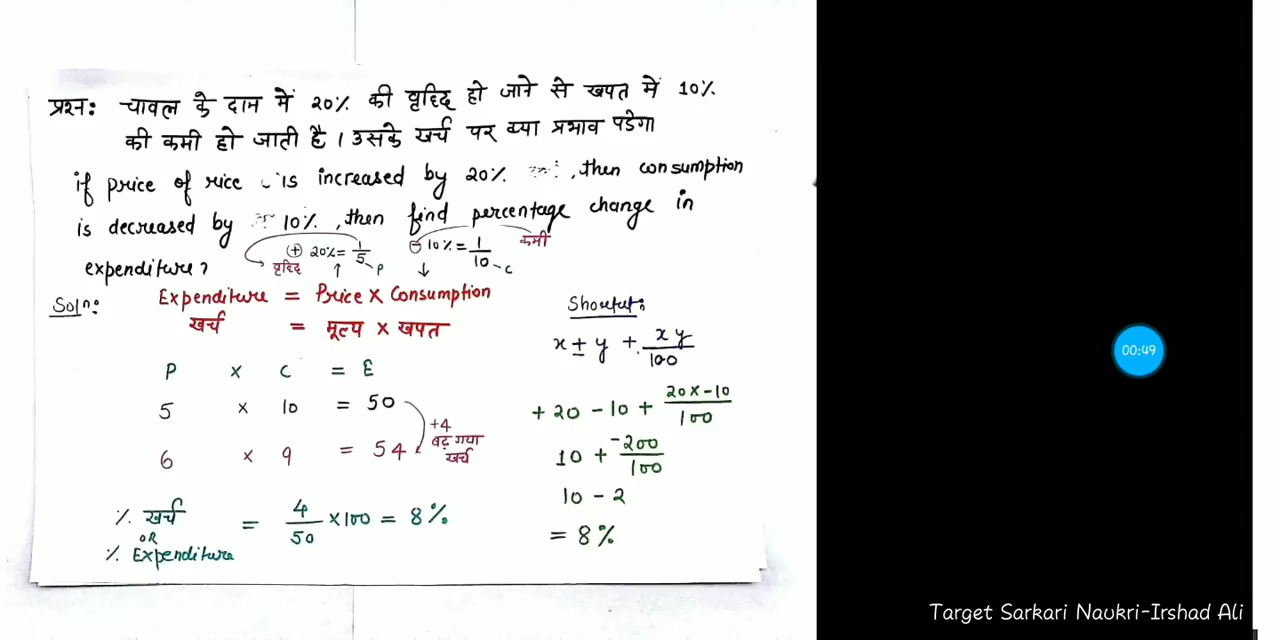 प्रश्न: चावल के दाम में 20% की वृद्धि हो जाने से खपत में 10%
की कमी हो जाती है। उसके खर्च पर क्या प्रभाव पडेगा
if price of rice is increased by 20% , then consumption
is decreased by 10%, then find percentage change in
expenditure?
+ 20% = 1/5 P
वृद्धि ↑
- 10% = 1/10 C
कमी ↓
Soln:
Expenditure = Price × Consumption
खर्च = मूल्य × खपत
P × C = E
5 × 10 = 50
6 × 9 = 54
+4
बढ़ गया
खर्च
% खर्च
OR
% Expenditure
= 4/50 × 100 = 8%
Shortcut:
x ± y + xy/100
+ 20 - 10 + 20 x - 10/100
10 + -200/100
10 - 2
= 8%
00:49
Target Sarkari Naukri-Irshad Ali